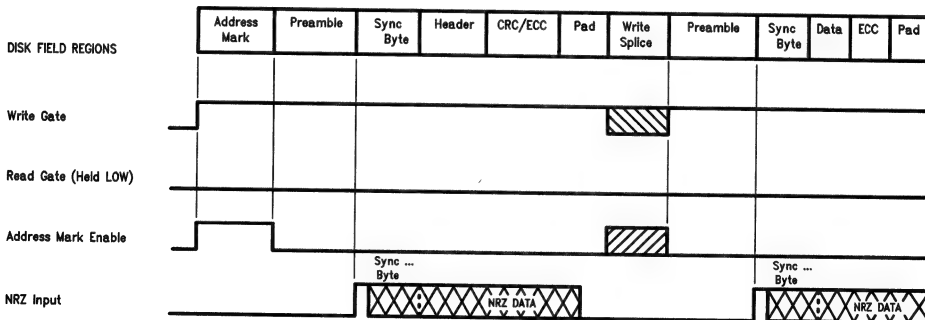 Address Mark
Preamble
Sync Byte
Header
CRC/ECC
Pad
Write Splice
Preamble
Sync Byte
Data
ECC
Pad
DISK FIELD REGIONS
Write Gate
Read Gate (Held LOW)
Address Mark Enable
Sync ...
Byte
Sync ...
Byte
NRZ Input
NRZ DATA
NRZ DATA